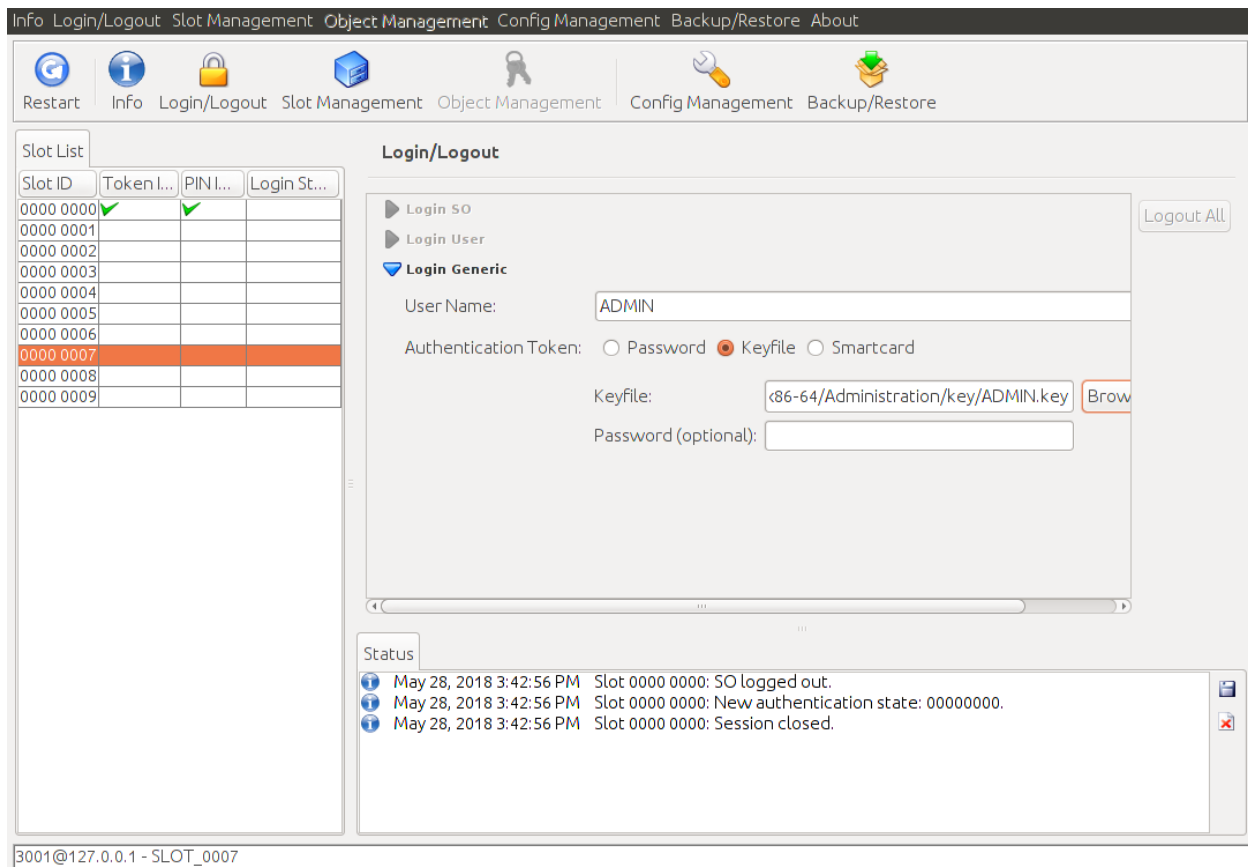 Info Login/Logout Slot Management Object Management Config Management Backup/Restore About
Restart Info Login/Logout Slot Management Object Management Config Management Backup/Restore
Slot List
Slot ID Token I... PIN I... Login St...
0000 0000
0000 0001
0000 0002
0000 0003
0000 0004
0000 0005
0000 0006
0000 0007
0000 0008
0000 0009
Login/Logout
Login SO
Logout All
Login User
Login Generic
User Name: ADMIN
Authentication Token: Password Keyfile Smartcard
Keyfile: x86-64/Administration/key/ADMIN.key Brow
Password (optional):
Status
May 28, 2018 3:42:56 PM Slot 0000 0000: SO logged out.
May 28, 2018 3:42:56 PM Slot 0000 0000: New authentication state: 00000000.
May 28, 2018 3:42:56 PM Slot 0000 0000: Session closed.
3001@127.0.0.1 - SLOT_0007